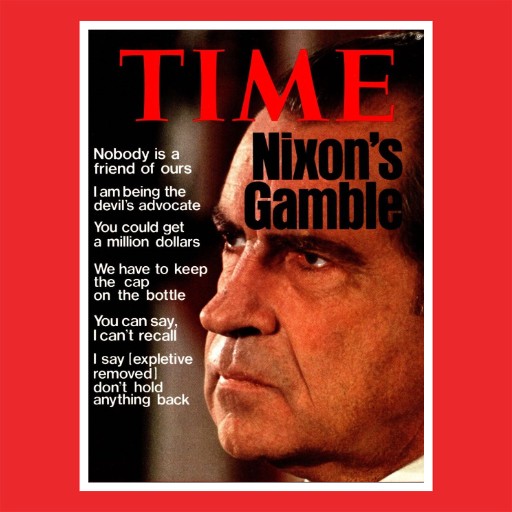 TIME
Nixon's
Gamble
Nobody is a
friend of ours
I am being the
devil's advocate
You could get
a million dollars
We have to keep
the cap
on the bottle
You can say,
I can't recall
I say [expletive
removed]
don't hold
anything back